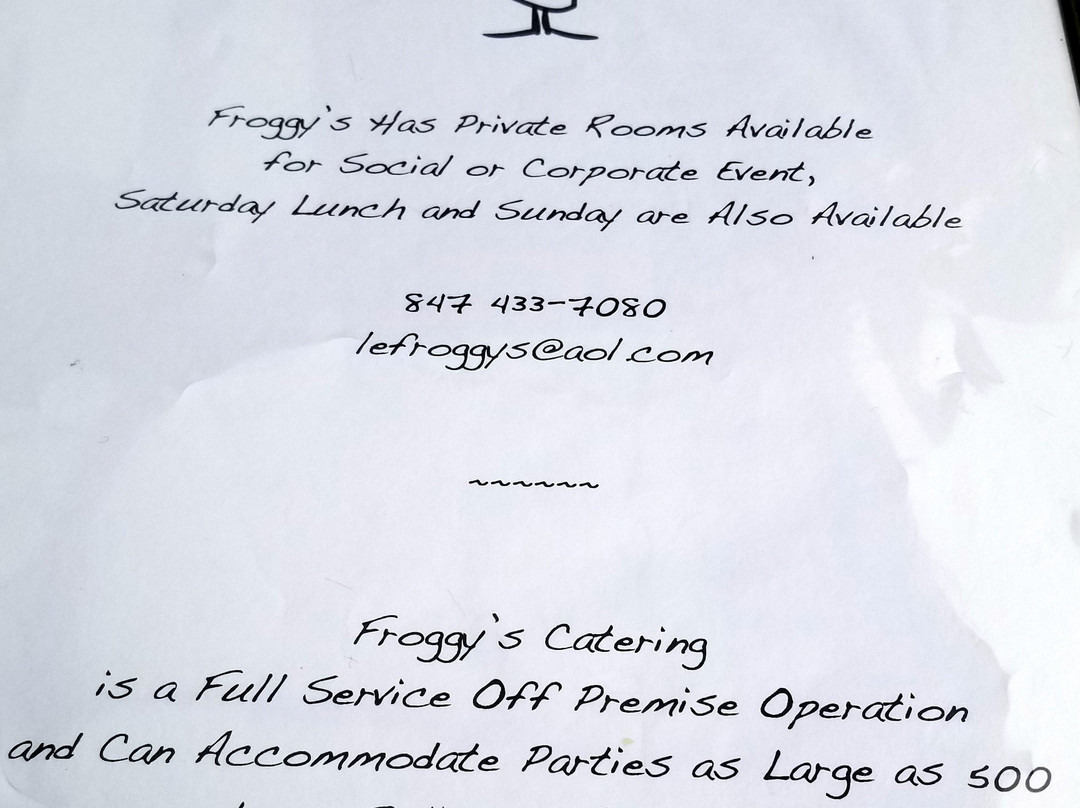 Froggy's Has Private Rooms Available
for Social or Corporate Event,
Saturday Lunch and Sunday are Also Available
847 433-7080
lefroggys@aol.com
~~~~~~
Froggy's Catering
is a Full Service Off Premise Operation
and Can Accommodate Parties as Large as 500